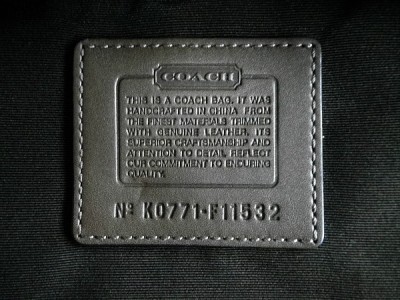 COACH
THIS IS A COACH BAG. IT WAS
HANDCRAFTED IN CHINA FROM
THE FINEST MATERIALS TRIMMED
WITH GENUINE LEATHER. ITS
SUPERIOR CRAFTSMANSHIP AND
ATTENTION TO DETAIL REFLECT
OUR COMMITMENT TO ENDURING
QUALITY.
Nº K0771-F11532